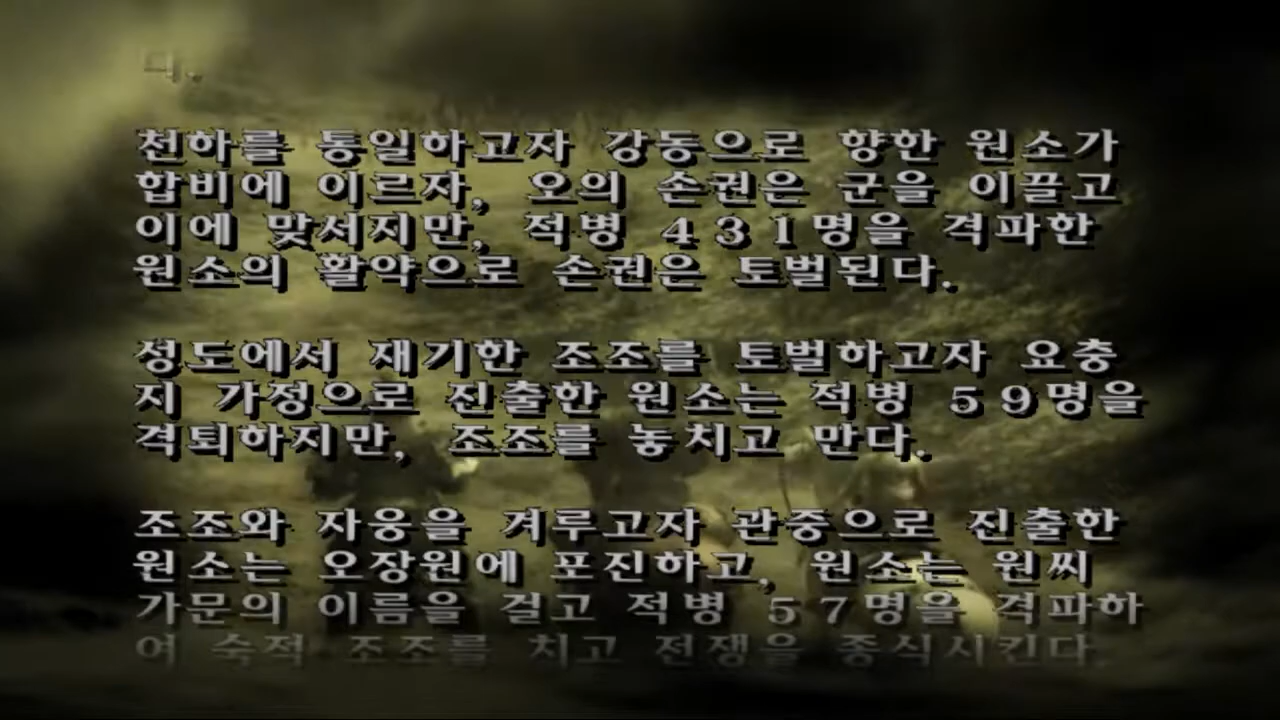 다.
천하를 통일하고자 강동으로 향한 원소가
합비에 이르자, 오의 손권은 군을 이끌고
이에 맞서지만, 적병 431명을 격파한
원소의 활약으로 손권은 토벌된다.
성도에서 재기한 조조를 토벌하고자 요충
지 가정으로 진출한 원소는 적병 59명을
격퇴하지만, 조조를 놓치고 만다.
조조와 자웅을 겨루고자 관중으로 진출한
원소는 오장원에 포진하고, 원소는 원씨
가문의 이름을 걸고 적병 57명을 격파하
여 숙적 조조를 치고 전쟁을 종식시킨다.